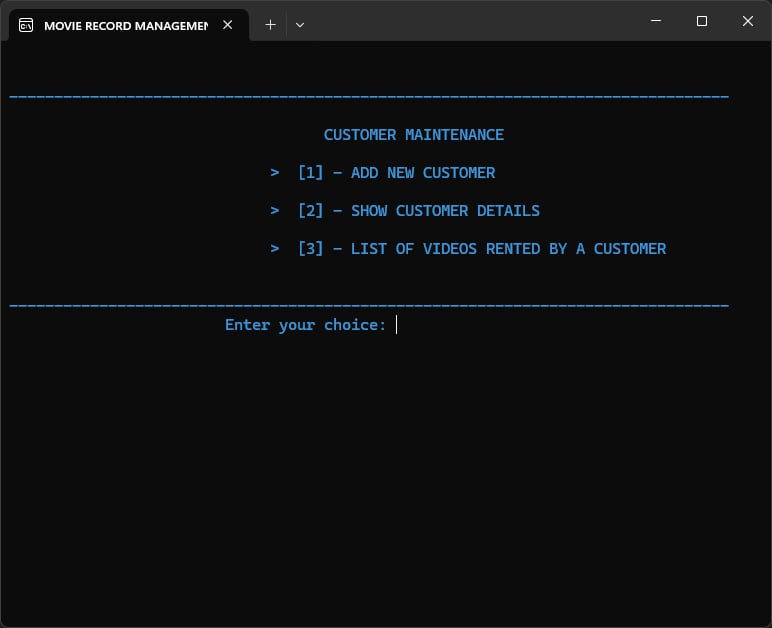 MOVIE RECORD MANAGEMEN
CUSTOMER MAINTENANCE
> [1] - ADD NEW CUSTOMER
> [2] - SHOW CUSTOMER DETAILS
> [3] - LIST OF VIDEOS RENTED BY A CUSTOMER
Enter your choice: